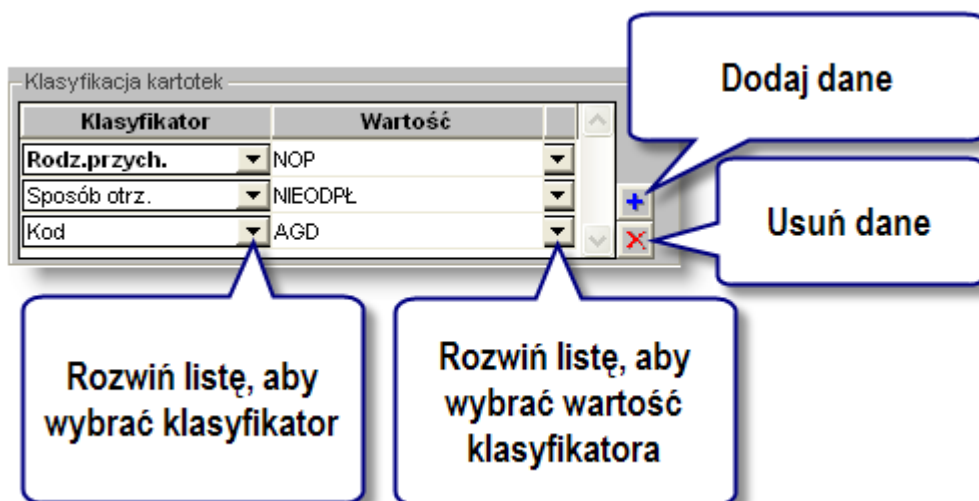 Dodaj dane
Klasyfikacja kartotek
Klasyfikator Wartość
Rodz.przych. NOP
Sposób otrz. NIEODPŁ
Kod AGD
Usuń dane
Rozwiń listę, aby
wybrać klasyfikator
Rozwiń listę, aby
wybrać wartość
klasyfikatora